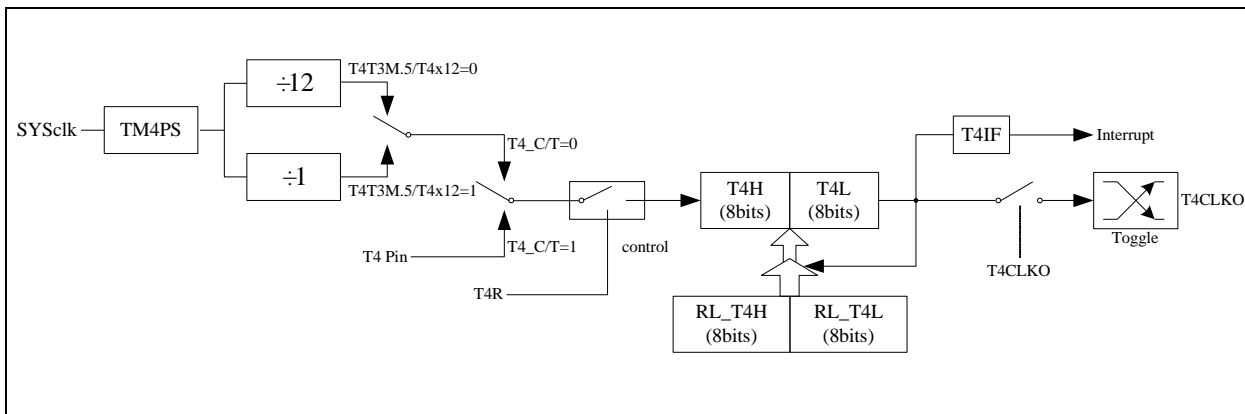 ÷12
T4T3M.5/T4x12=0
SYSclk
TM4PS
÷1
T4T3M.5/T4x12=1
T4_C/T=0
T4_C/T=1
T4 Pin
T4R
control
T4H
(8bits)
T4L
(8bits)
RL_T4H
(8bits)
RL_T4L
(8bits)
T4IF
Interrupt
T4CLKO
T4CLKO
Toggle